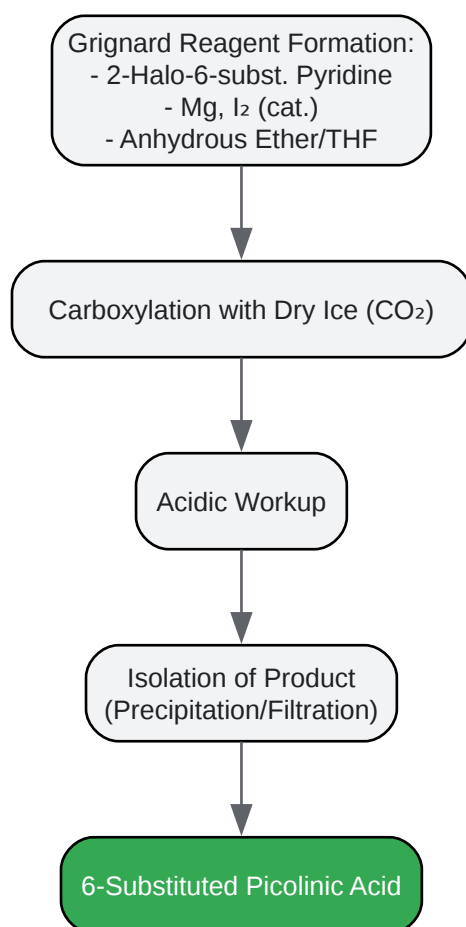 Grignard Reagent Formation:
- 2-Halo-6-subst. Pyridine
- Mg, I₂ (cat.)
- Anhydrous Ether/THF
Carboxylation with Dry Ice (CO₂)
Acidic Workup
Isolation of Product
(Precipitation/Filtration)
6-Substituted Picolinic Acid